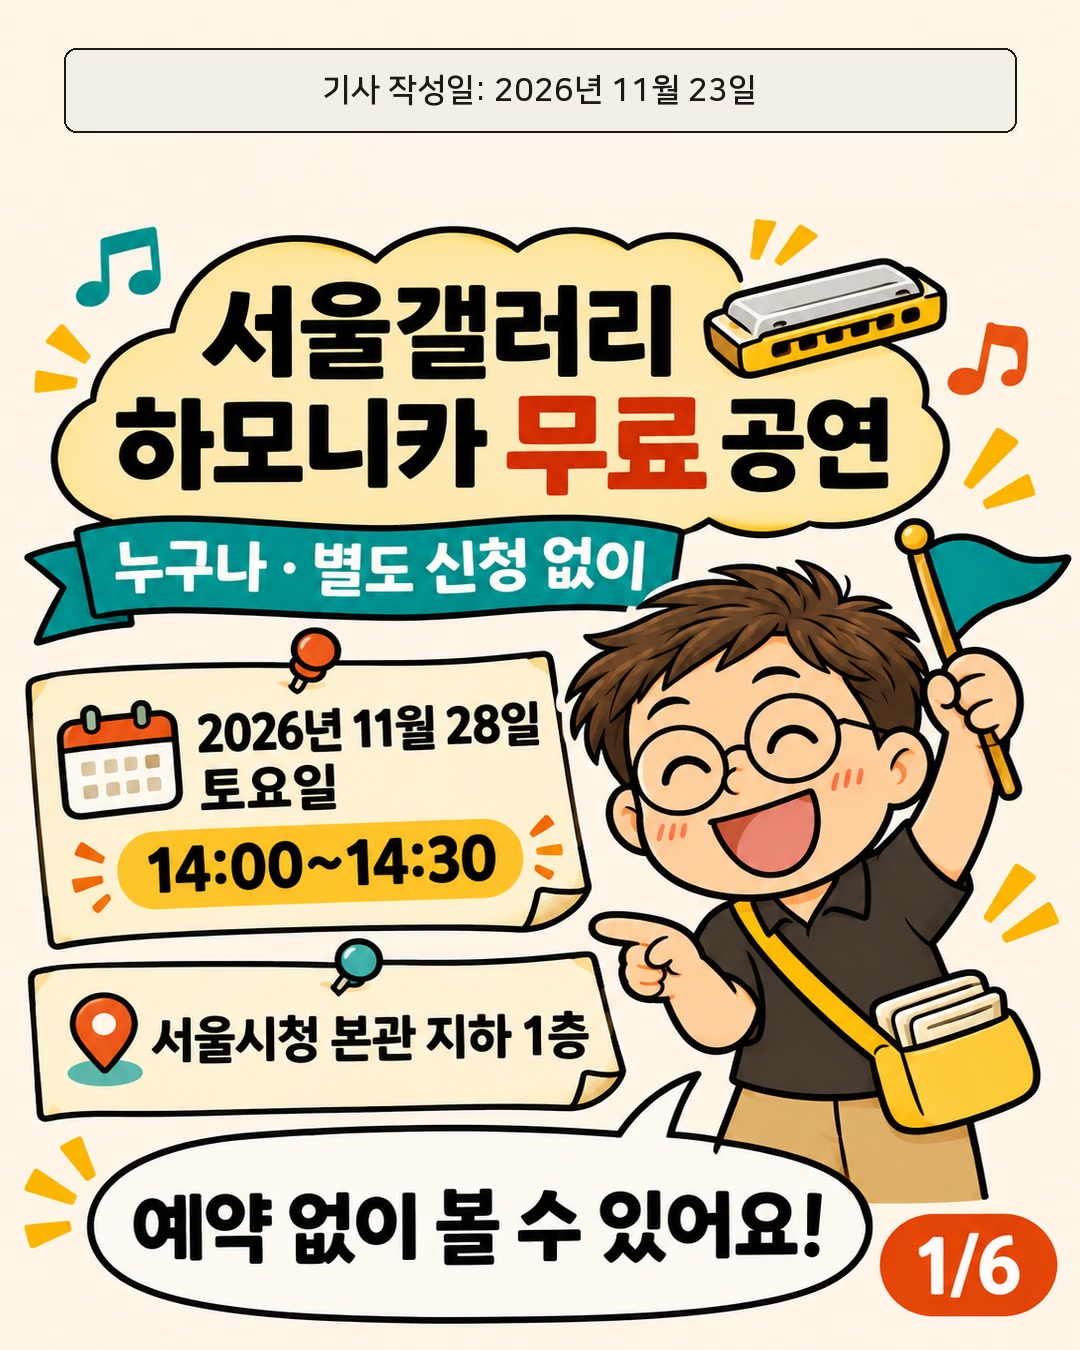 기사 작성일: 2026년 11월 23일
서울갤러리
하모니카 무료 공연
누구나 · 별도 신청 없이
2026년 11월 28일
토요일
14:00~14:30
서울시청 본관 지하 1층
예약 없이 볼 수 있어요!
1/6